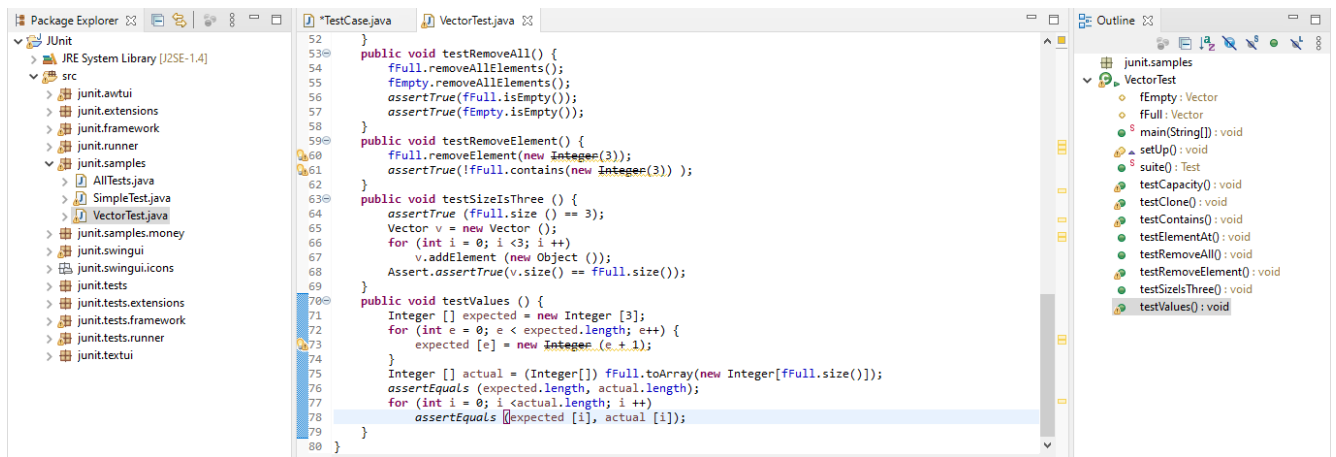 Package Explorer
JUnit
JRE System Library [J2SE-1.4]
src
junit.awtui
junit.extensions
junit.framework
junit.runner
junit.samples
AllTests.java
SimpleTest.java
VectorTest.java
junit.samples.money
junit.swingui
junit.swingui.icons
junit.tests
junit.tests.extensions
junit.tests.framework
junit.tests.runner
junit.textui
*TestCase.java VectorTest.java
52 }
53 public void testRemoveAll() {
54 fFull.removeAllElements();
55 fEmpty.removeAllElements();
56 assertTrue(fFull.isEmpty());
57 assertTrue(fEmpty.isEmpty());
58 }
59 public void testRemoveElement() {
60 fFull.removeElement(new Integer(3));
61 assertTrue(!fFull.contains(new Integer(3)) );
62 }
63 public void testSizeIsThree () {
64 assertTrue (fFull.size () == 3);
65 Vector v = new Vector ();
66 for (int i = 0; i <3; i ++)
67 v.addElement (new Object ());
68 Assert.assertTrue(v.size() == fFull.size());
69 }
70 public void testValues () {
71 Integer [] expected = new Integer [3];
72 for (int e = 0; e < expected.length; e++) {
73 expected [e] = new Integer (e + 1);
74 }
75 Integer [] actual = (Integer[]) fFull.toArray(new Integer[fFull.size()]);
76 assertEquals (expected.length, actual.length);
77 for (int i = 0; i <actual.length; i ++)
78 assertEquals (expected [i], actual [i]);
79 }
80 }
Outline
junit.samples
VectorTest
fEmpty : Vector
fFull : Vector
main(String[]) : void
setUp() : void
suite() : Test
testCapacity() : void
testClone() : void
testContains() : void
testElementAt() : void
testRemoveAll() : void
testRemoveElement() : void
testSizeIsThree() : void
testValues() : void